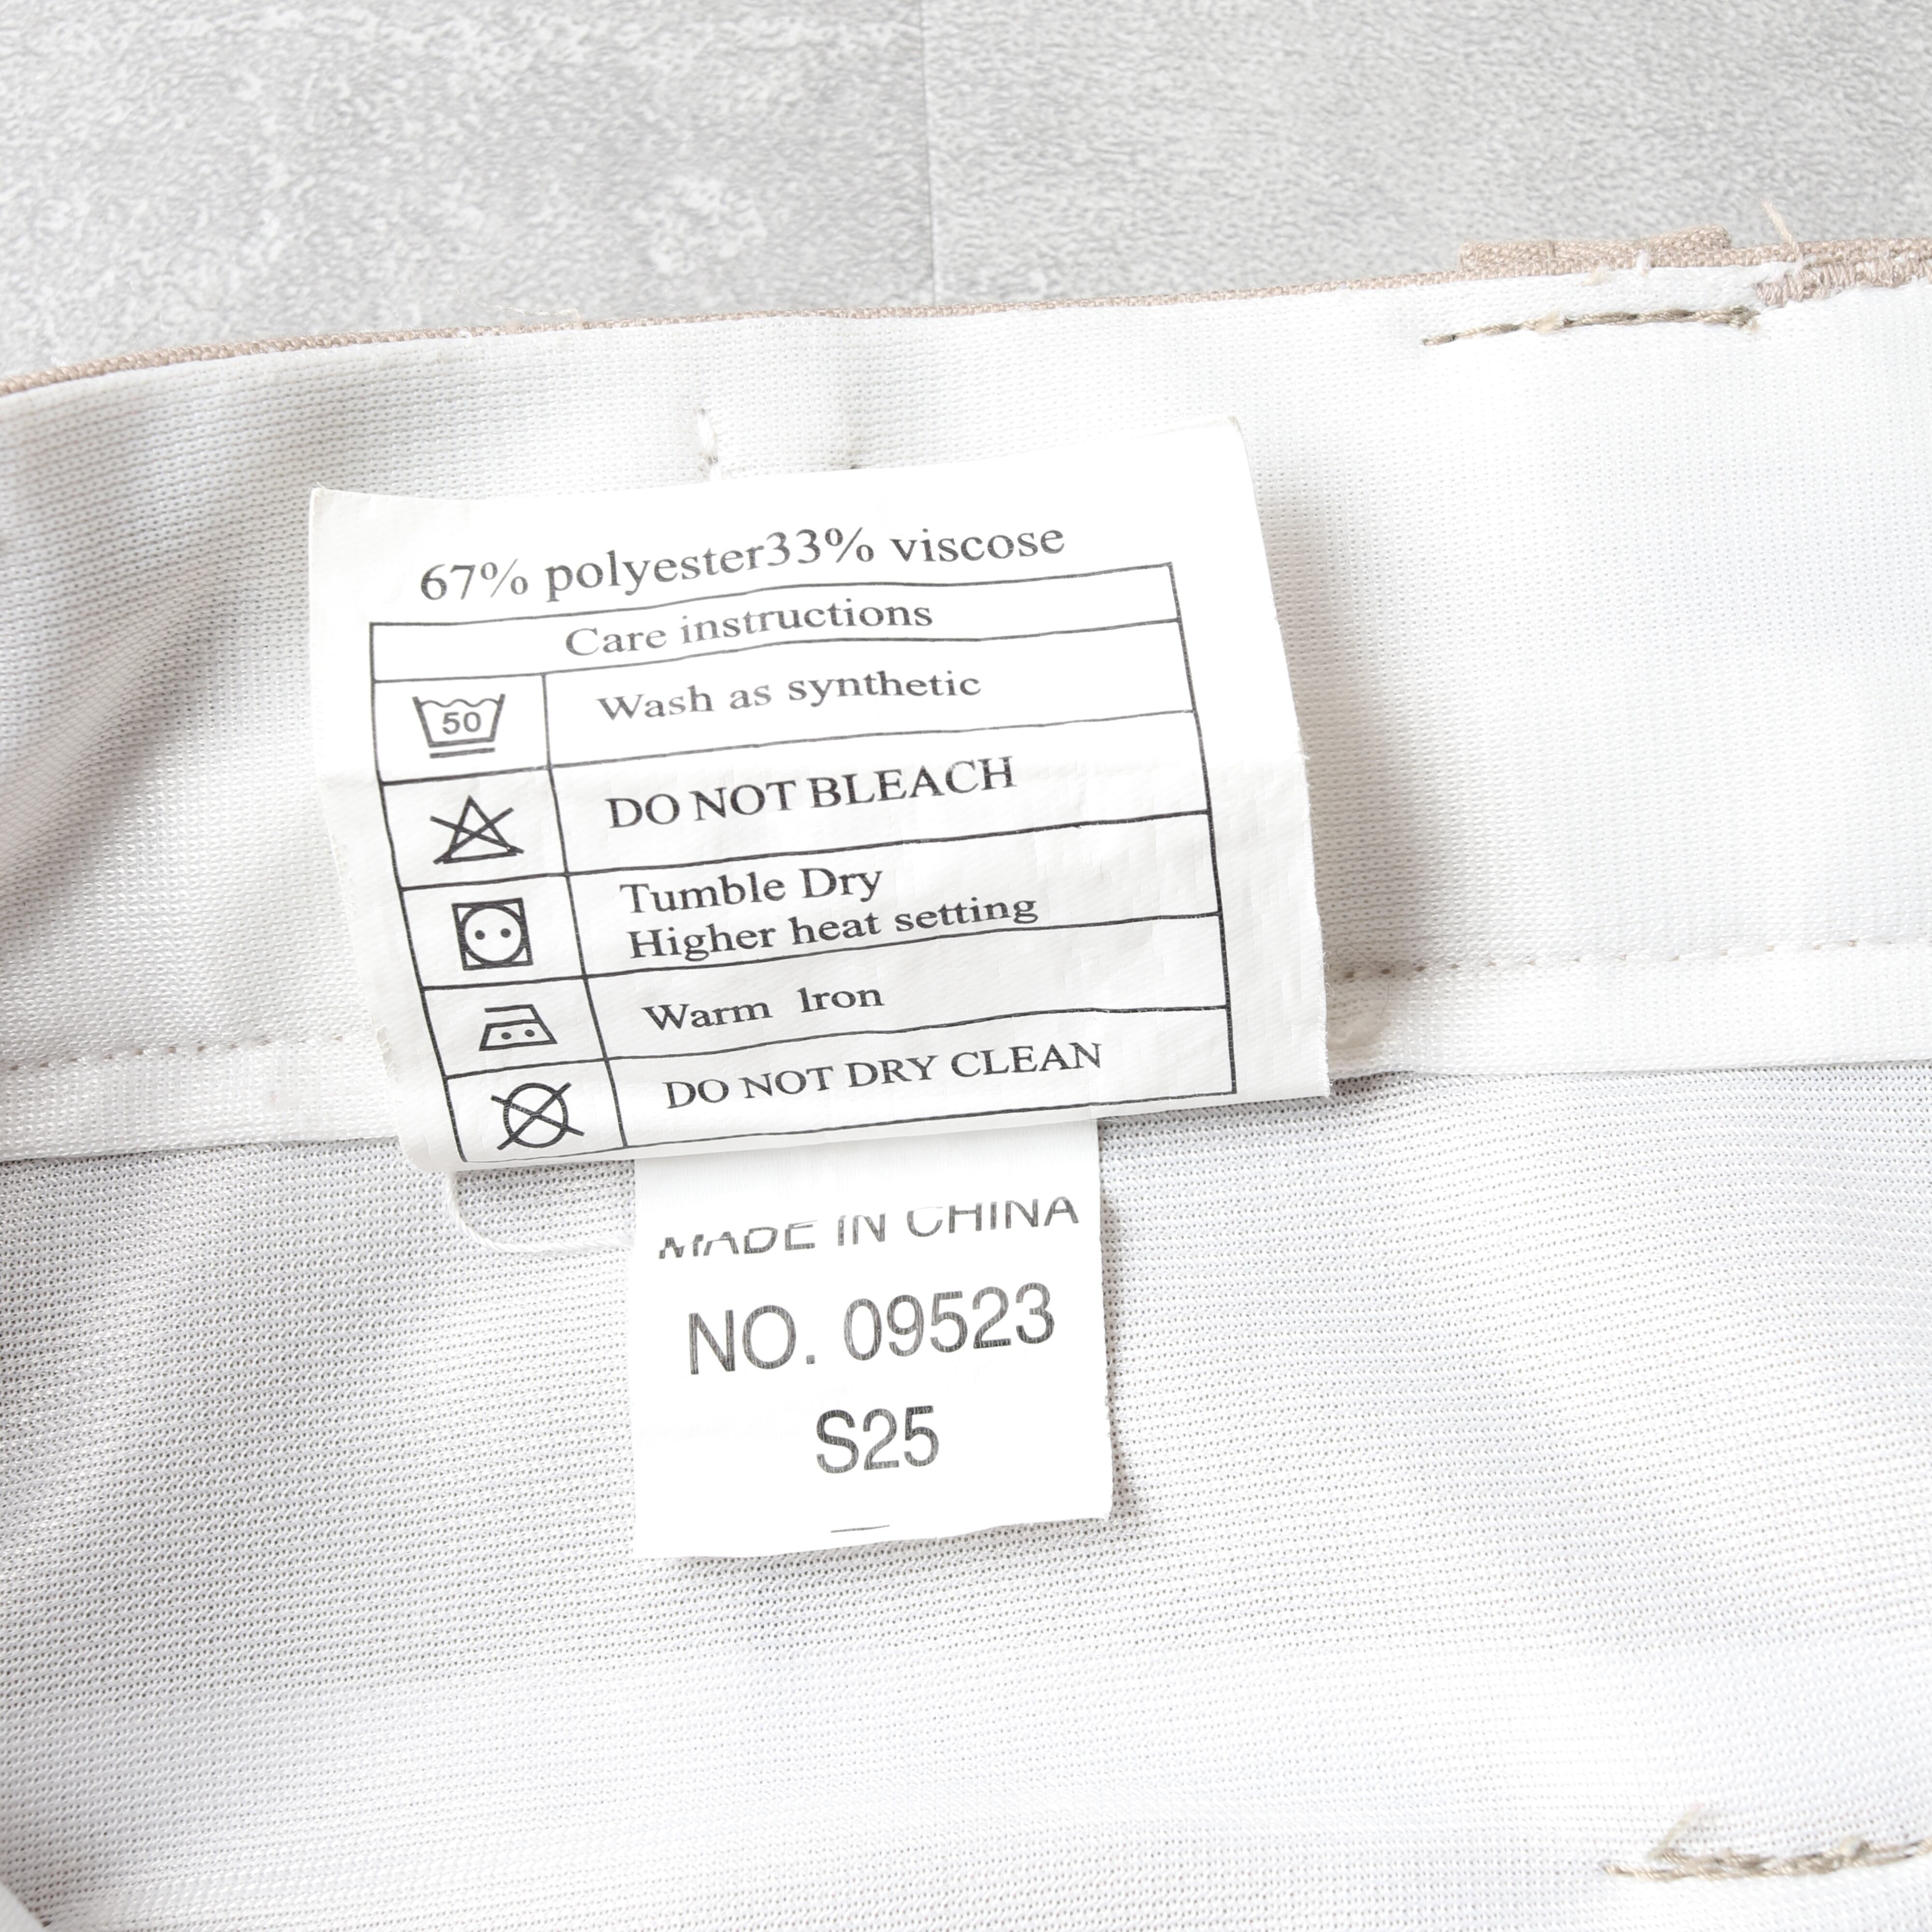 67% polyester33% viscose
Care instructions
50
Wash as synthetic
DO NOT BLEACH
Tumble Dry
Higher heat setting
Warm Iron
DO NOT DRY CLEAN
MADE IN CHINA
NO. 09523
S25